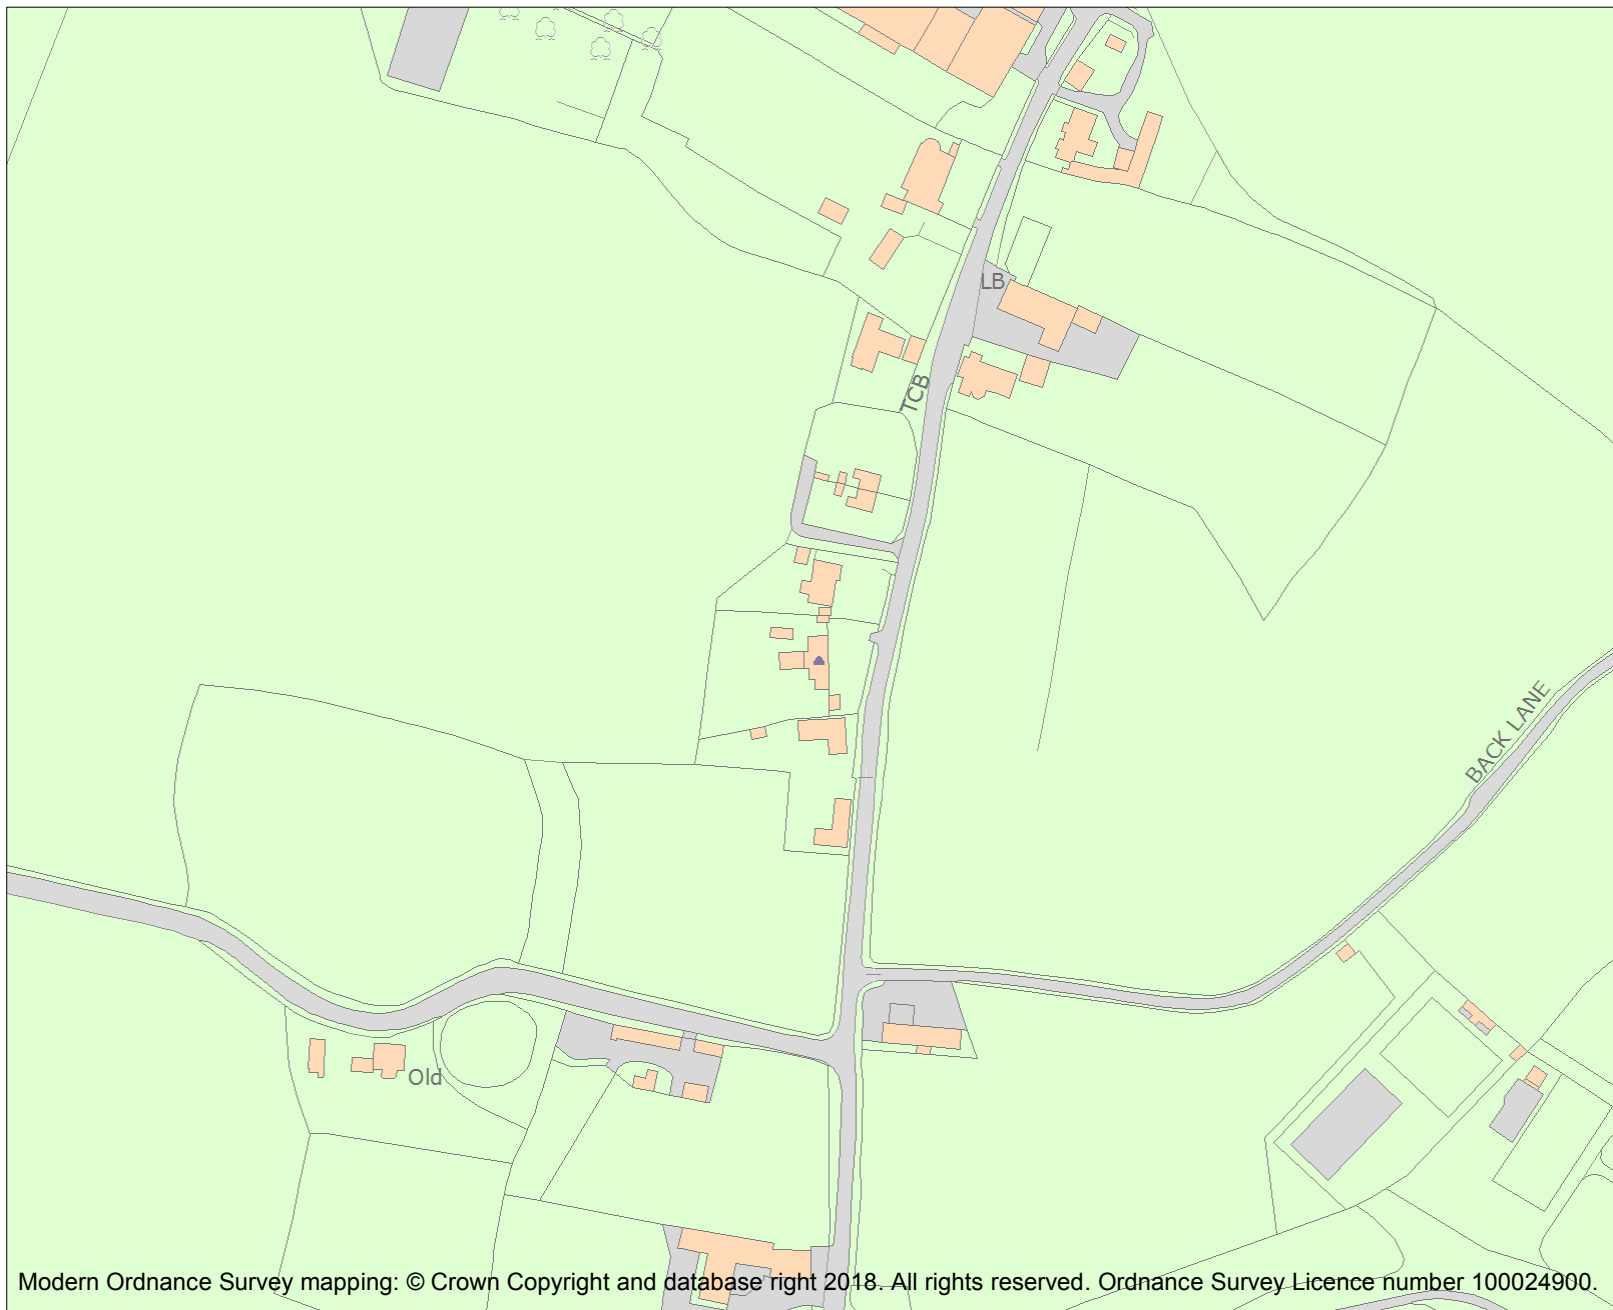 LB
TCB
BACK LANE
Old
Modern Ordnance Survey mapping: © Crown Copyright and database right 2018. All rights reserved. Ordnance Survey Licence number 100024900.